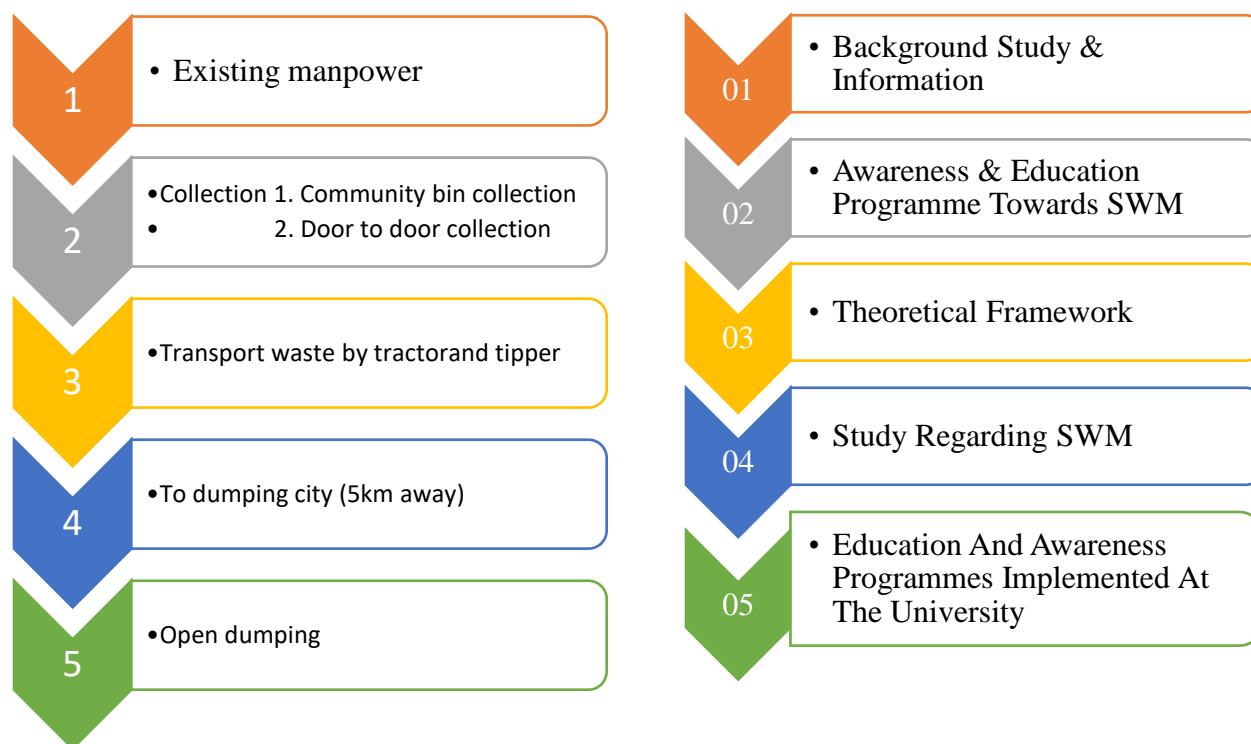 1
• Existing manpower
2
•Collection 1. Community bin collection
• 2. Door to door collection
3
•Transport waste by tractorand tipper
4
•To dumping city (5km away)
5
•Open dumping
01
• Background Study &
Information
02
• Awareness & Education
Programme Towards SWM
03
• Theoretical Framework
04
• Study Regarding SWM
05
• Education And Awareness
Programmes Implemented At
The University